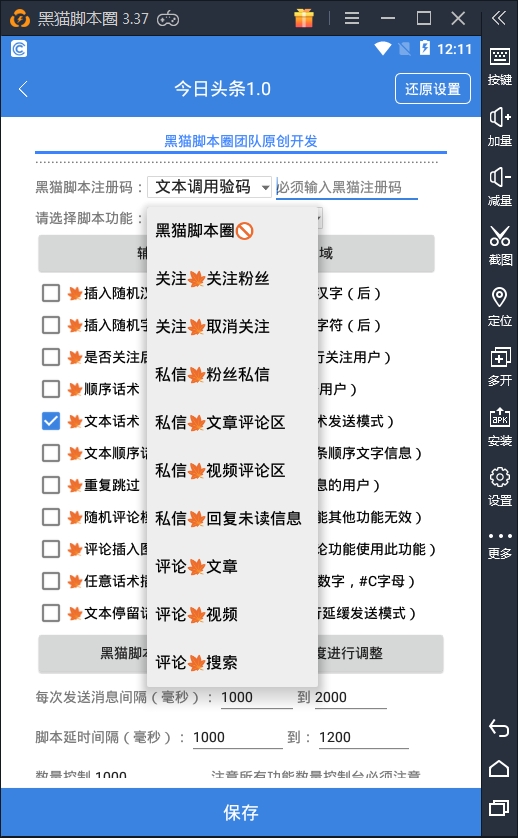 黑猫脚本圈 3.37
12:11
今日头条1.0
还原设置
黑猫脚本圈团队原创开发
黑猫脚本注册码：
文本调用验码
必须输入黑猫注册码
请选择脚本功能：
黑猫脚本圈🚫
关注🍁关注粉丝
关注🍁取消关注
私信🍁粉丝私信
私信🍁文章评论区
私信🍁视频评论区
私信🍁回复未读信息
评论🍁文章
评论🍁视频
评论🍁搜索
域
🍁插入随机
汉字（后）
🍁插入随机
字符（后）
🍁是否关注后
行关注用户）
🍁顺序话术
用户）
🍁文本话术
术发送模式）
🍁文本顺序话
条顺序文字信息）
🍁重复跳过
息的用户）
🍁随机评论模
能其他功能无效）
🍁评论插入图
论功能使用此功能）
🍁任意话术插
数字，#C字母）
🍁文本停留话
行延缓发送模式）
黑猫脚本
度进行调整
每次发送消息间隔（毫秒）： 1000 到 2000
脚本延时间隔（毫秒）： 1000 到： 1200
数量控制 1000 注意所有功能数量控制台必须注意
保存
按键
加量
减量
截图
定位
多开
安装
设置
更多